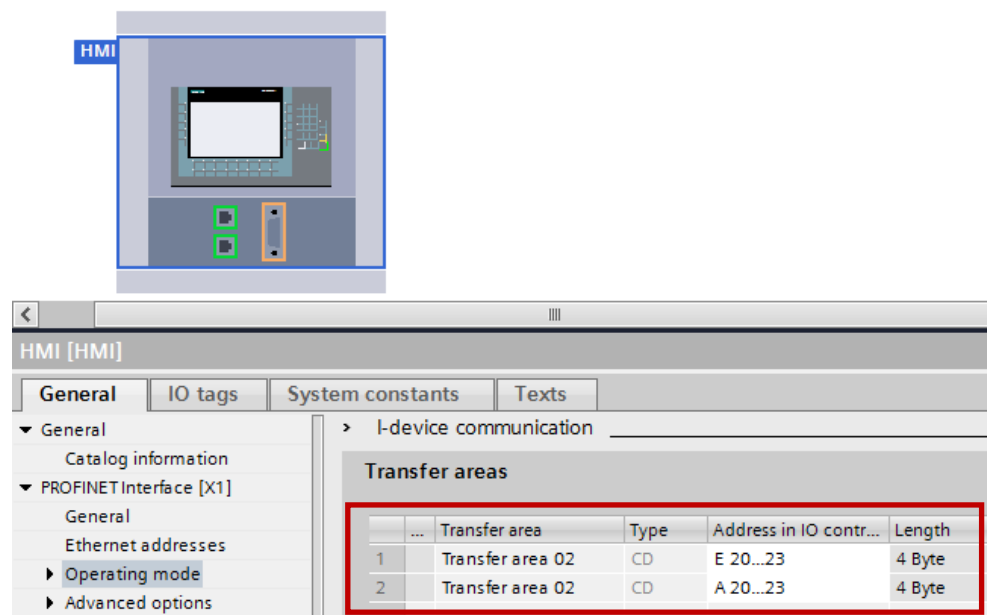 HMI
HMI [HMI]
General IO tags System constants Texts
General
Catalog information
PROFINET Interface [X1]
General
Ethernet addresses
Operating mode
Advanced options
I-device communication
Transfer areas
... Transfer area Type Address in IO contr... Length
1 Transfer area 02 CD E 20...23 4 Byte
2 Transfer area 02 CD A 20...23 4 Byte